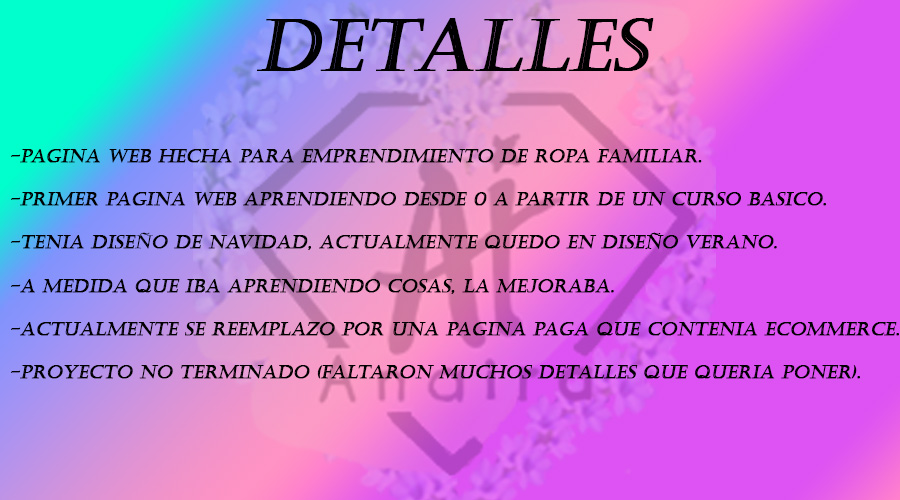 DETALLES
-PAGINA WEB HECHA PARA EMPRENDIMIENTO DE ROPA FAMILIAR.
-PRIMER PAGINA WEB APRENDIENDO DESDE 0 A PARTIR DE UN CURSO BASICO.
-TENIA DISEÑO DE NAVIDAD, ACTUALMENTE QUEDO EN DISEÑO VERANO.
-A MEDIDA QUE IBA APRENDIENDO COSAS, LA MEJORABA.
-ACTUALMENTE SE REEMPLAZO POR UNA PAGINA PAGA QUE CONTENIA ECOMMERCE.
-PROYECTO NO TERMINADO (FALTARON MUCHOS DETALLES QUE QUERIA PONER).